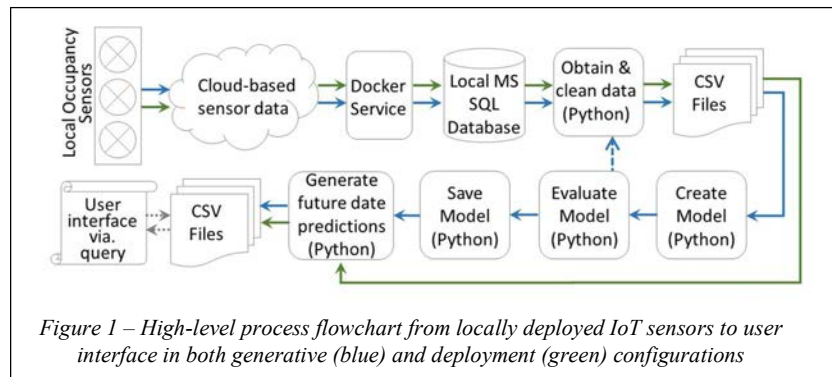 Local Occupancy
Sensors
Cloud-based
sensor data
Docker
Service
Local MS
SQL
Database
Obtain &
clean data
(Python)
CSV
Files
User
interface
via.
query
CSV
Files
Generate
future date
predictions
(Python)
Save
Model
(Python)
Evaluate
Model
(Python)
Create
Model
(Python)
Figure 1 – High-level process flowchart from locally deployed IoT sensors to user
interface in both generative (blue) and deployment (green) configurations